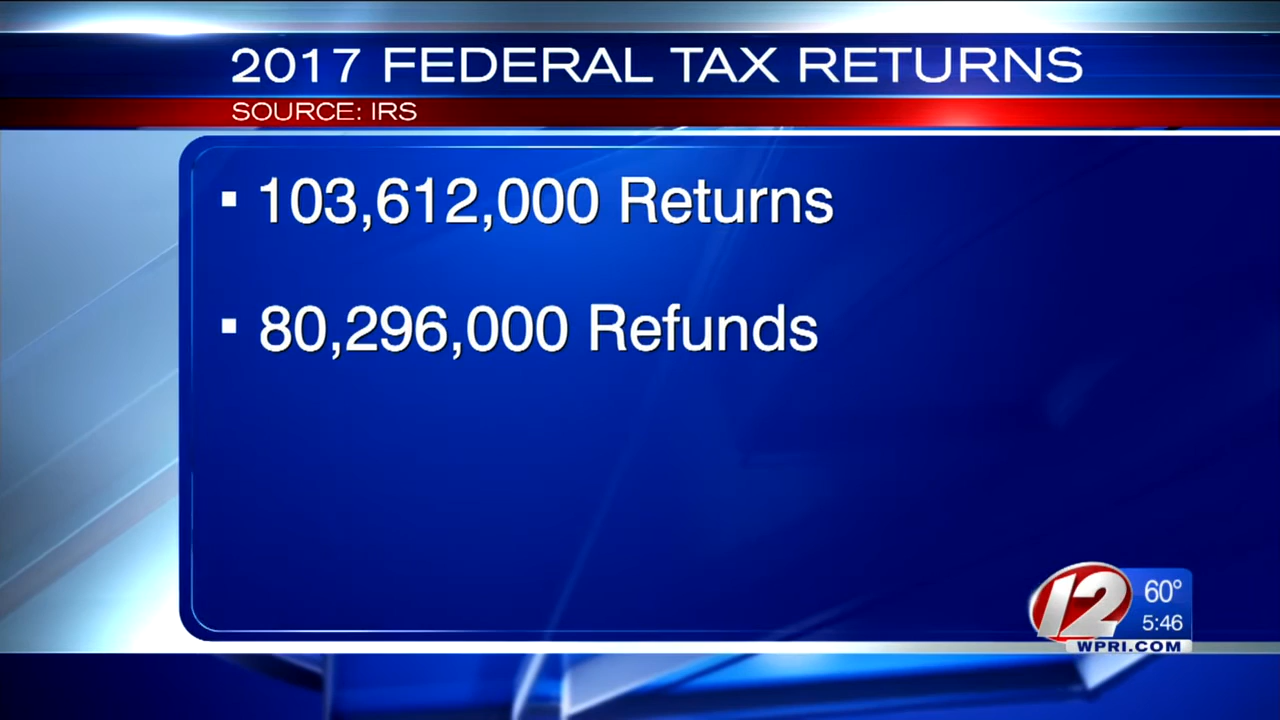 2017 FEDERAL TAX RETURNS
SOURCE: IRS
▪ 103,612,000 Returns
▪ 80,296,000 Refunds
12 60°
5:46
WPRI.COM